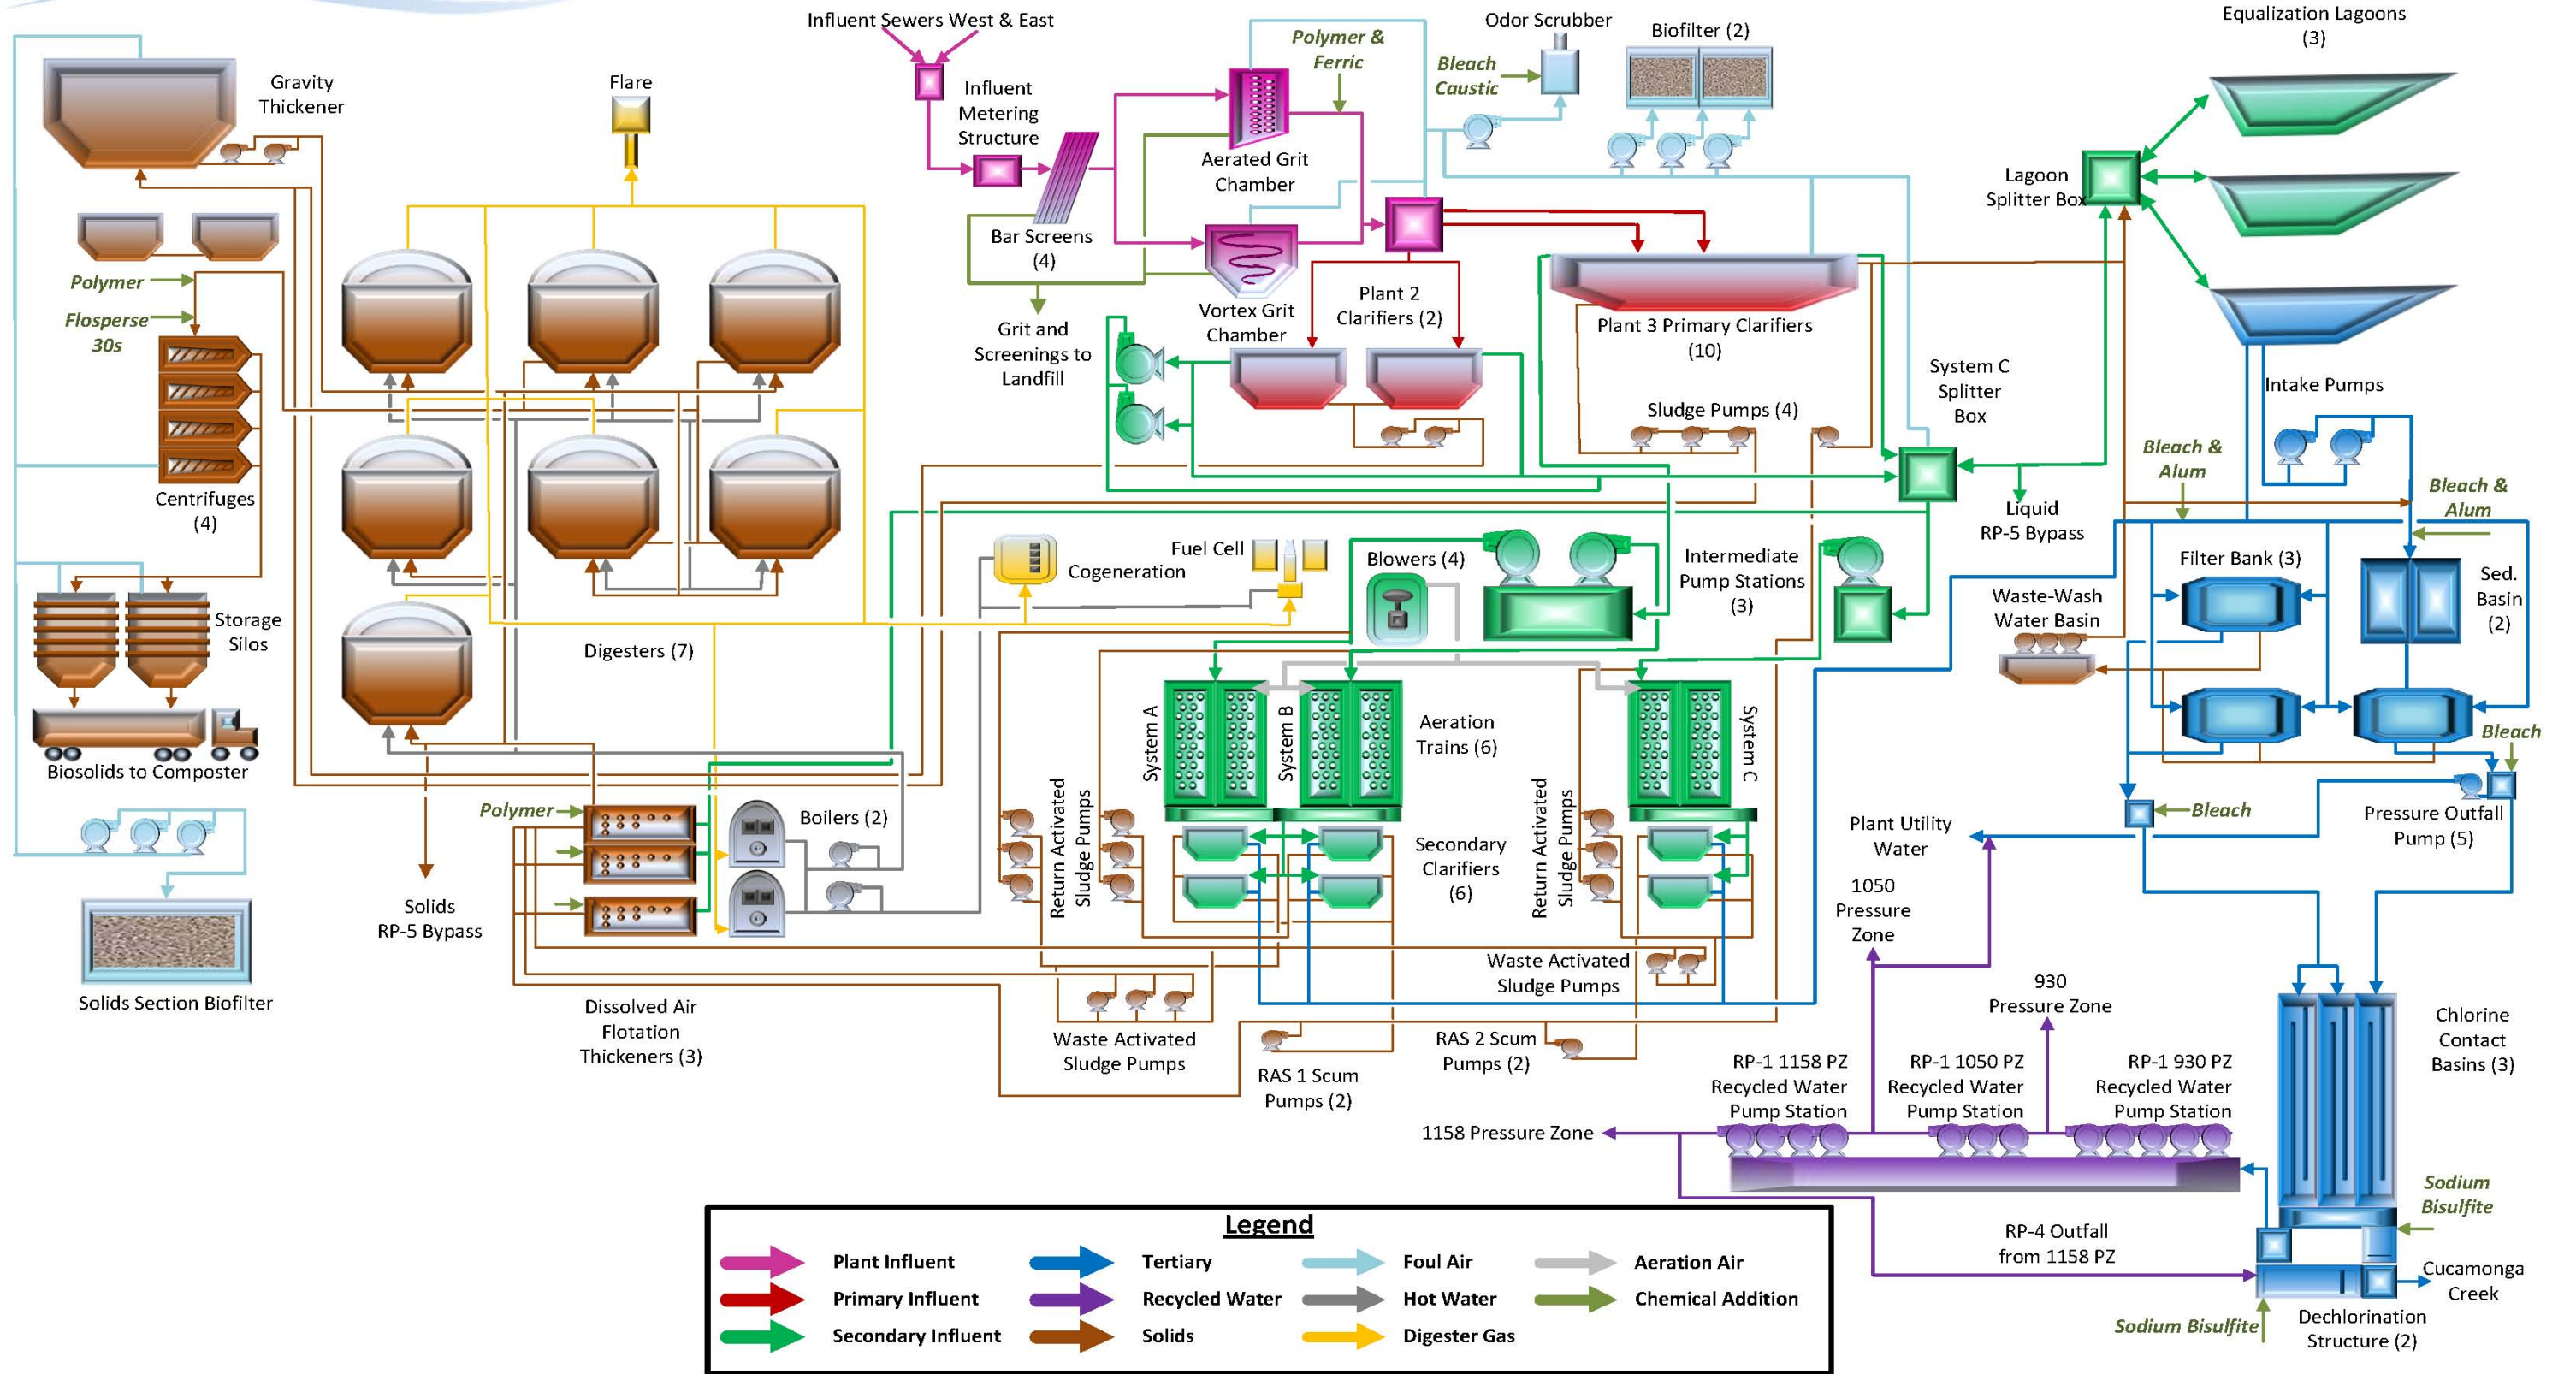 Influent Sewers West & East
Influent
Metering
Structure
Bar Screens
(4)
Grit and
Screenings to
Landfill
Aerated Grit
Chamber
Vortex Grit
Chamber
Polymer &
Ferric
Bleach
Caustic
Odor Scrubber
Biofilter (2)
Plant 2
Clarifiers (2)
Plant 3 Primary Clarifiers
(10)
Sludge Pumps (4)
System C
Splitter
Box
Equalization Lagoons
(3)
Lagoon
Splitter Box
Liquid
RP-5 Bypass
Intake Pumps
Bleach &
Alum
Bleach &
Alum
Filter Bank (3)
Sed.
Basin
(2)
Waste-Wash
Water Basin
Bleach
Bleach
Pressure Outfall
Pump (5)
Plant Utility
Water
Gravity
Thickener
Flare
Polymer
Flosperse
30s
Centrifuges
(4)
Storage
Silos
Biosolids to Composter
Solids Section Biofilter
Digesters (7)
Solids
RP-5 Bypass
Polymer
Boilers (2)
Dissolved Air
Flotation
Thickeners (3)
Cogeneration
Fuel Cell
Blowers (4)
Intermediate
Pump Stations
(3)
System A
System B
System C
Aeration
Trains (6)
Secondary
Clarifiers
(6)
Return Activated
Sludge Pumps
Return Activated
Sludge Pumps
Waste Activated
Sludge Pumps
Waste Activated
Sludge Pumps
RAS 1 Scum
Pumps (2)
RAS 2 Scum
Pumps (2)
1050
Pressure
Zone
930
Pressure Zone
RP-1 1158 PZ
Recycled Water
Pump Station
RP-1 1050 PZ
Recycled Water
Pump Station
RP-1 930 PZ
Recycled Water
Pump Station
1158 Pressure Zone
Chlorine
Contact
Basins (3)
Sodium
Bisulfite
RP-4 Outfall
from 1158 PZ
Cucamonga
Creek
Sodium Bisulfite
Dechlorination
Structure (2)
Legend
Plant Influent
Tertiary
Foul Air
Aeration Air
Primary Influent
Recycled Water
Hot Water
Chemical Addition
Secondary Influent
Solids
Digester Gas